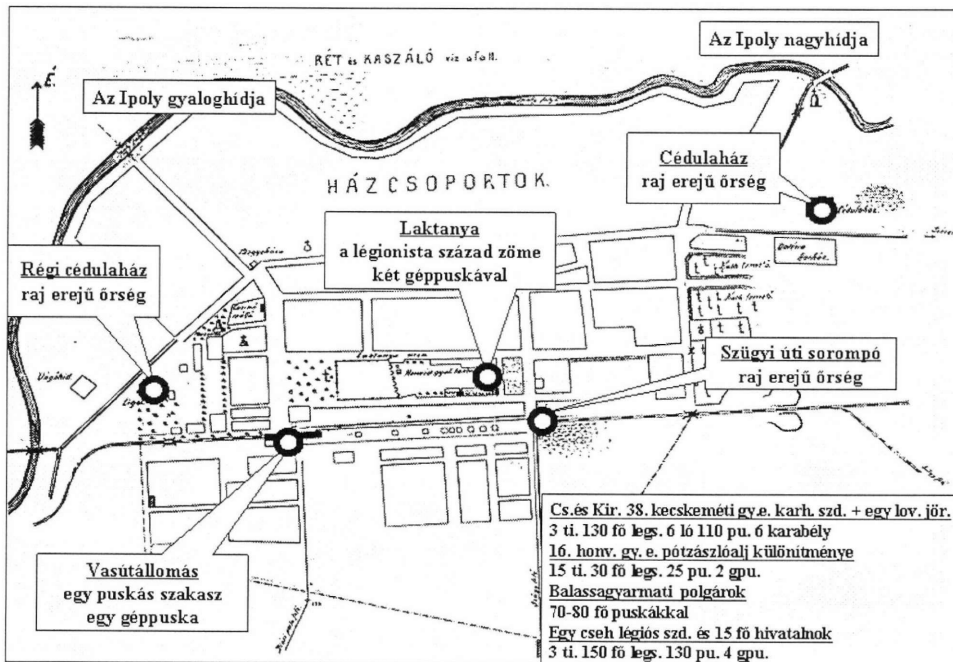 Az Ipoly nagyhídja
RÉT és KASZÁLÓ víz alatt.
É.
Az Ipoly gyaloghídja
Cédulaház
raj erejű őrség
HÁZCSOPORTOK.
Laktanya
a légionista század zöme
két géppuskával
Cédulaház.
Régi cédulaház
raj erejű őrség
Szügyi úti sorompó
raj erejű őrség
Vágóhíd
Vasútállomás
egy puskás szakasz
egy géppuska
Cs.és Kir. 38. kecskeméti gy.e. karh. szd. + egy lov. jör.
3 ti. 130 fő legs. 6 ló 110 pu. 6 karabély
16. honv. gy. e. pótzászlóalj különítménye
15 ti. 30 fő legs. 25 pu. 2 gpu.
Balassagyarmati polgárok
70-80 fő puskákkal
Egy cseh légiós szd. és 15 fő hivatalnok
3 ti. 150 fő legs. 130 pu. 4 gpu.